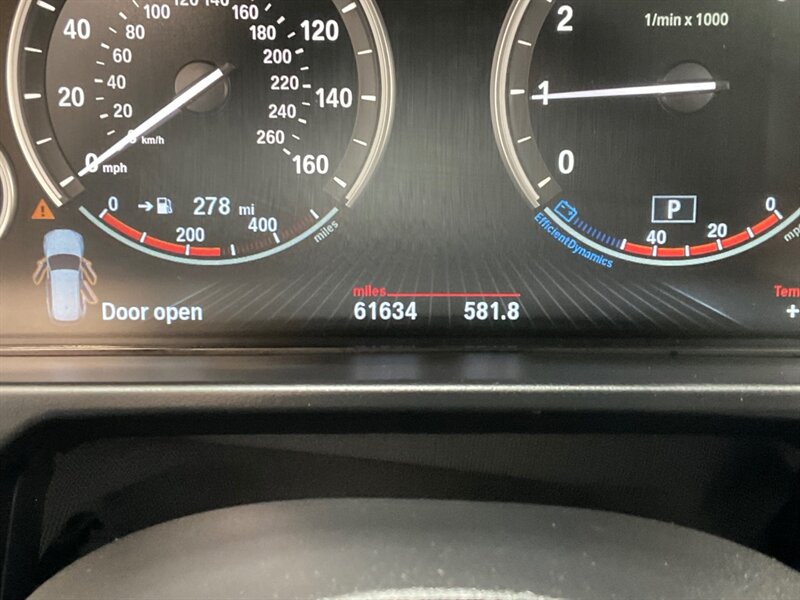 100 120 140 160
40 80 180 120
60 200
20 40 220 140
20 240
0 km/h 260
0 mph 160
0 278 mi
200 400 miles
Door open
miles
61634 581.8
1/min x 1000
2
1
0
P
40 20 0
EfficientDynamics